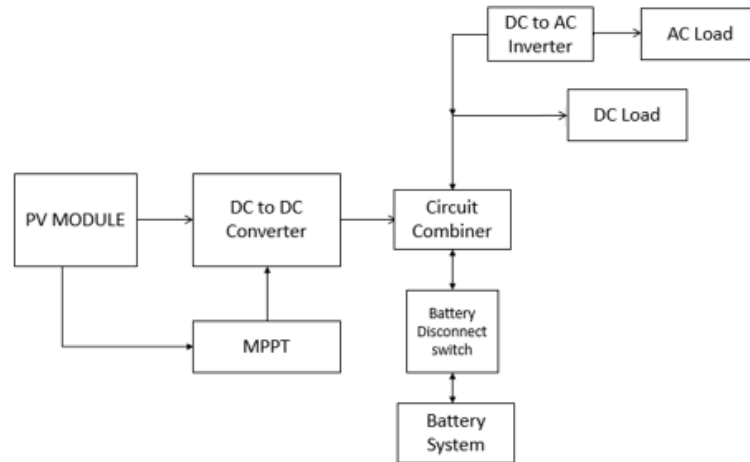 DC to AC
Inverter
AC Load
DC Load
PV MODULE
DC to DC
Converter
Circuit
Combiner
Battery
Disconnect
switch
MPPT
Battery
System